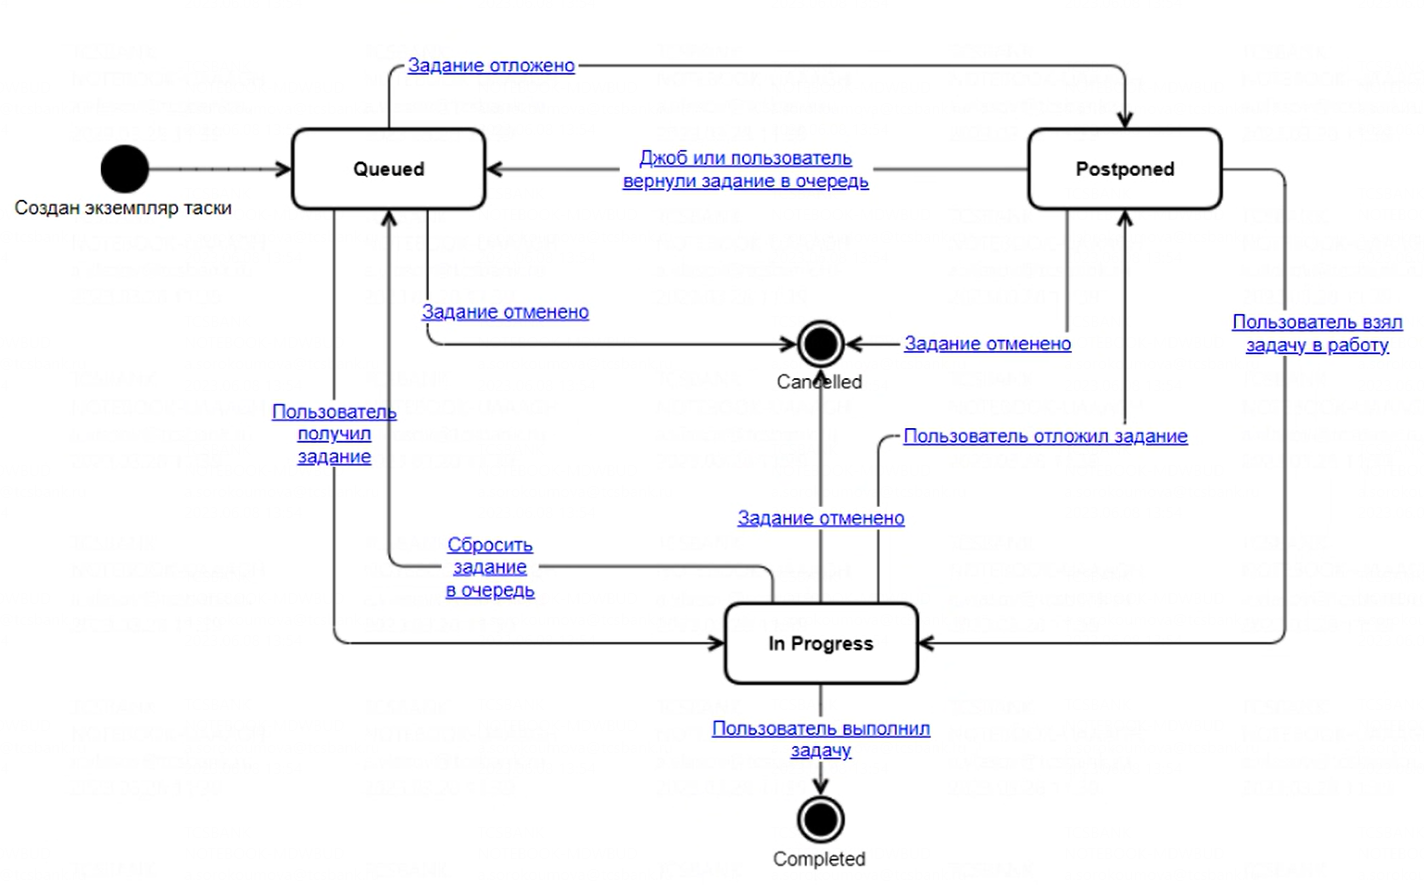 Задание отложено
Джоб или пользователь
вернули задание в очередь
Queued
Postponed
Создан экземпляр таски
Задание отменено
Задание отменено
Пользователь взял
задачу в работу
Cancelled
Пользователь
получил
задание
Пользователь отложил задание
Задание отменено
Сбросить
задание
в очередь
In Progress
Пользователь выполнил
задачу
Completed